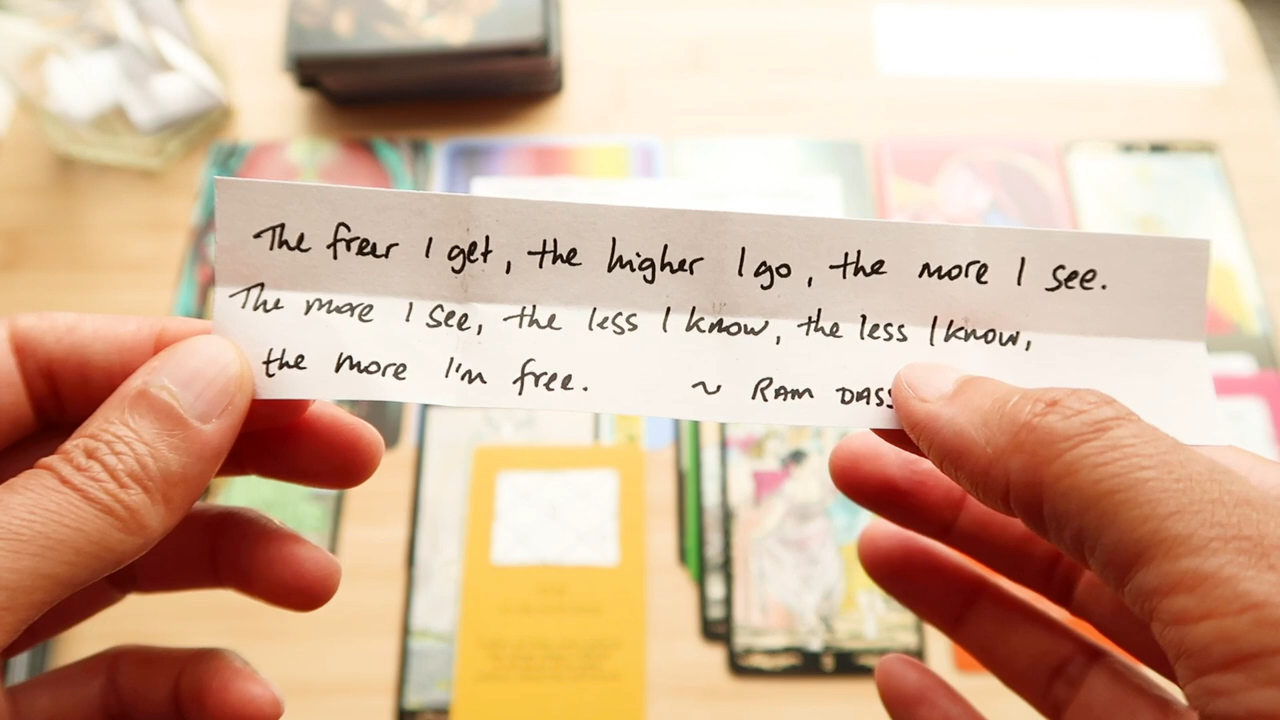 The freer I get, the higher I go, the more I see.
The more I see, the less I know, the less I know,
the more I'm free. ~ RAM DASS